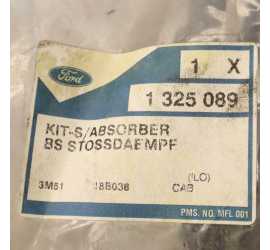 Ford
1 X
1 325 089
KIT-S/ABSORBER
BS STOSSDAEMPF
3M51 18B036 CAB
("LO)
PMS. NO. MFL 001